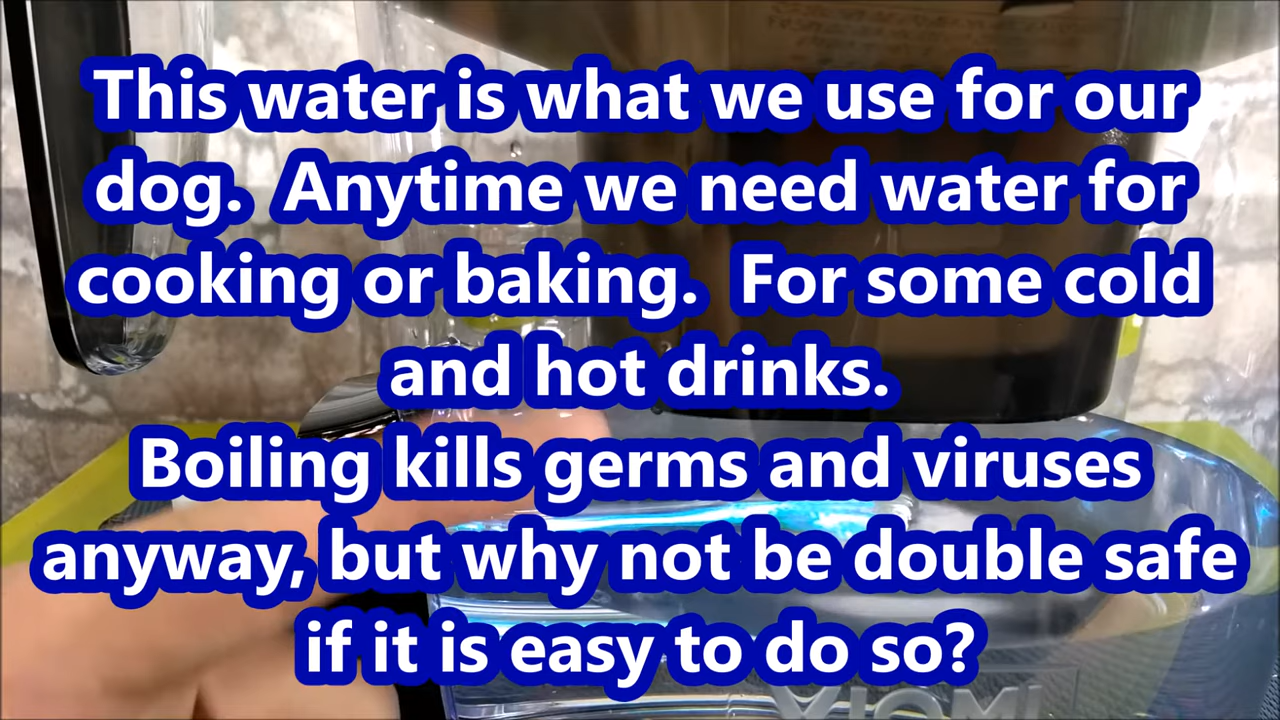 This water is what we use for our
dog.  Anytime we need water for
cooking or baking.  For some cold
and hot drinks.
Boiling kills germs and viruses
anyway, but why not be double safe
if it is easy to do so?
VIOMI